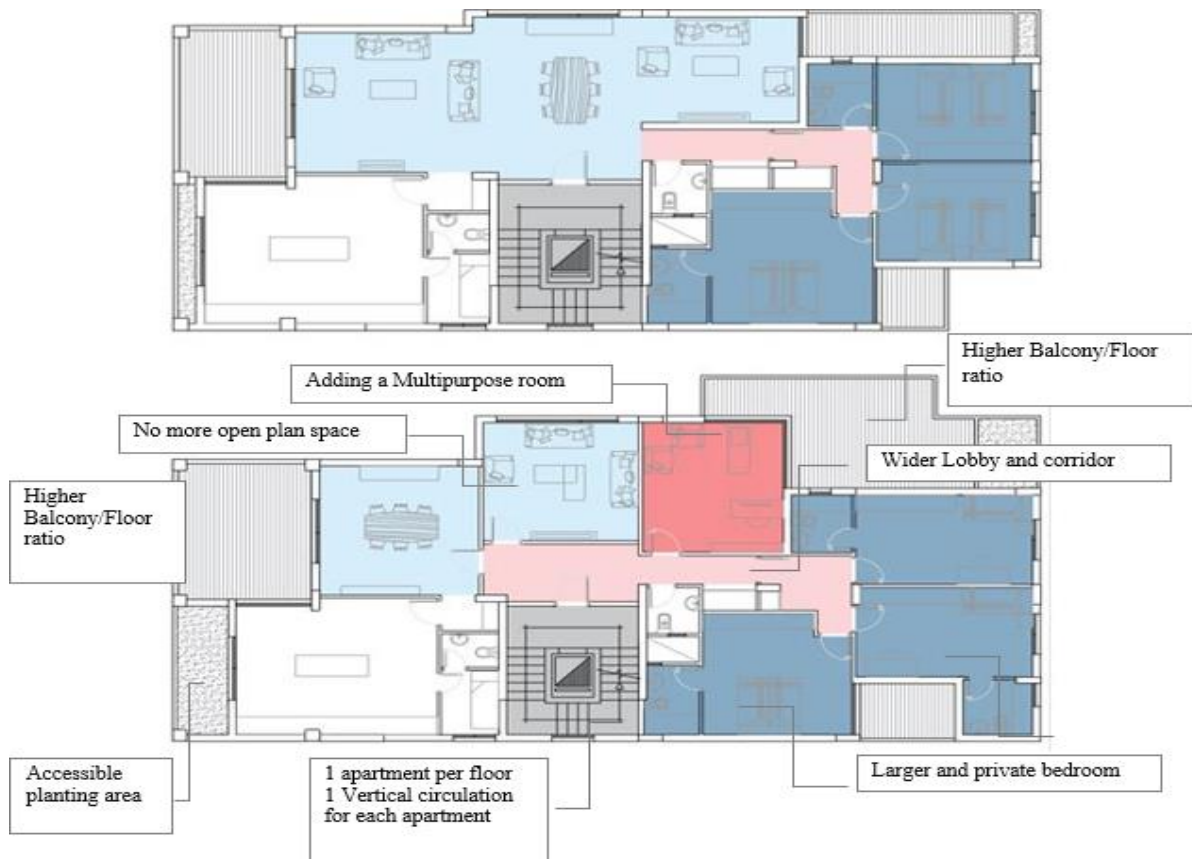 Higher Balcony/Floor
ratio
Adding a Multipurpose room
No more open plan space
Wider Lobby and corridor
Higher
Balcony/Floor
ratio
Accessible
planting area
1 apartment per floor
1 Vertical circulation
for each apartment
Larger and private bedroom